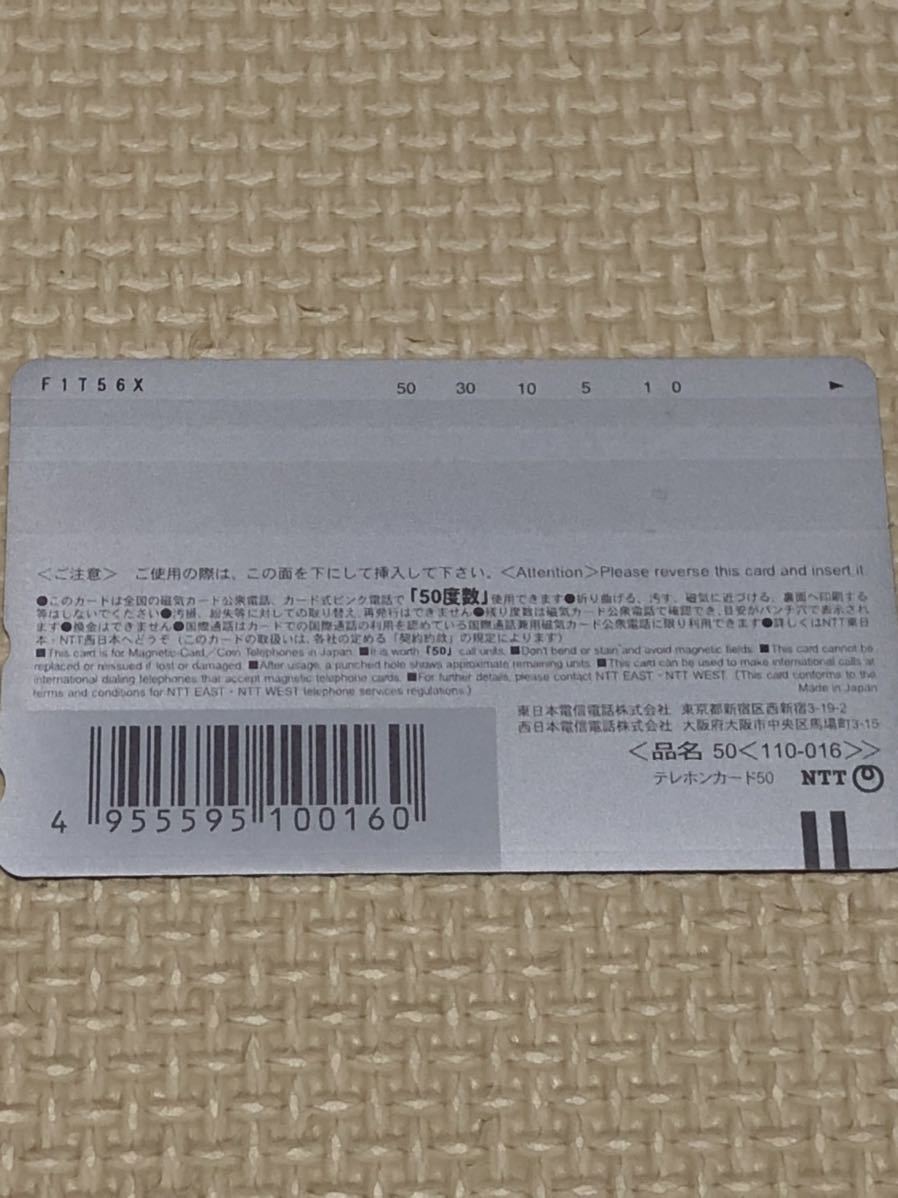 F1T56X 50 30 10 5 1 0
<ご注意> ご使用の際は、この面を下にして挿入して下さい。<Attention>Please reverse this card and insert it.
●このカードは全国の磁気カード公衆電話、カード式ピンク電話で「50度数」使用できます●折り曲げる、汚す、磁気に近づける、裏面へ印刷する
等はしないでください●汚損、紛失等に対しての取り替え、再発行はできません●残り度数は磁気カード公衆電話で確認でき、目安がパンチ穴で表示され
ます●換金はできません●国際通話はカードでの国際通話の利用を認めている国際通話兼用磁気カード公衆電話に限り利用できます●詳しくはNTT東日
本・NTT西日本へどうぞ(このカードの取扱いは、各社の定める「契約約款」の規定によります)
■This card is for Magnetic-Card／Coin Telephones in Japan. ■It is worth「50」call units. ■Don't bend or stain and avoid magnetic fields. ■This card cannot be
replaced or reissued if lost or damaged. ■After usage, a punched hole shows approximate remaining units. ■This card can be used to make international calls at
international dialing telephones that accept magnetic telephone cards. ■For further details, please contact NTT EAST・NTT WEST. (This card conforms to the
terms and conditions for NTT EAST・NTT WEST telephone services regulations.) Made in Japan
東日本電信電話株式会社 東京都新宿区西新宿3-19-2
西日本電信電話株式会社 大阪府大阪市中央区馬場町3-15
<品名 50<110-016>>
テレホンカード50 NTT
4 955595 100160